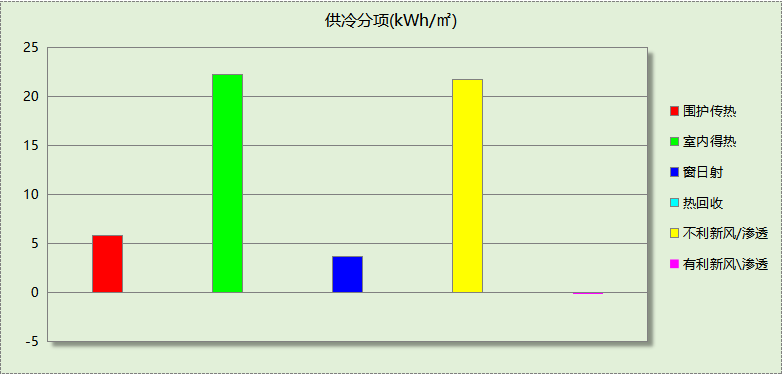 供冷分项(kWh/㎡)
25
20
15
10
5
0
-5
围护传热
室内得热
窗日射
热回收
不利新风/渗透
有利新风\渗透